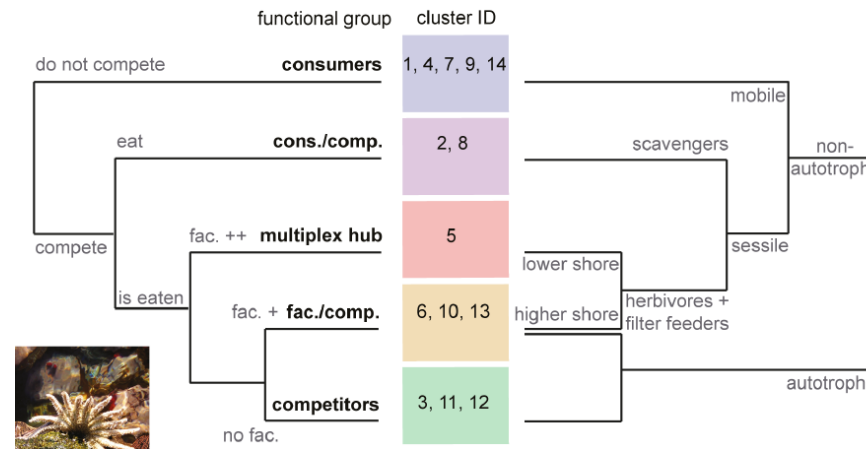 functional group cluster ID
do not compete consumers 1, 4, 7, 9, 14
mobile
eat cons./comp. 2, 8 scavengers
non-
autotroph
compete
fac. ++ multiplex hub 5
lower shore
sessile
is eaten
fac. + fac./comp. 6, 10, 13 higher shore
herbivores +
filter feeders
autotroph
competitors 3, 11, 12
no fac.